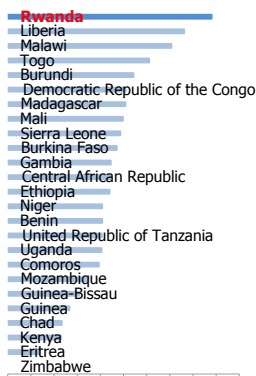 Rwanda
Liberia
Malawi
Togo
Burundi
Democratic Republic of the Congo
Madagascar
Mali
Sierra Leone
Burkina Faso
Gambia
Central African Republic
Ethiopia
Niger
Benin
United Republic of Tanzania
Uganda
Comoros
Mozambique
Guinea-Bissau
Guinea
Chad
Kenya
Eritrea
Zimbabwe